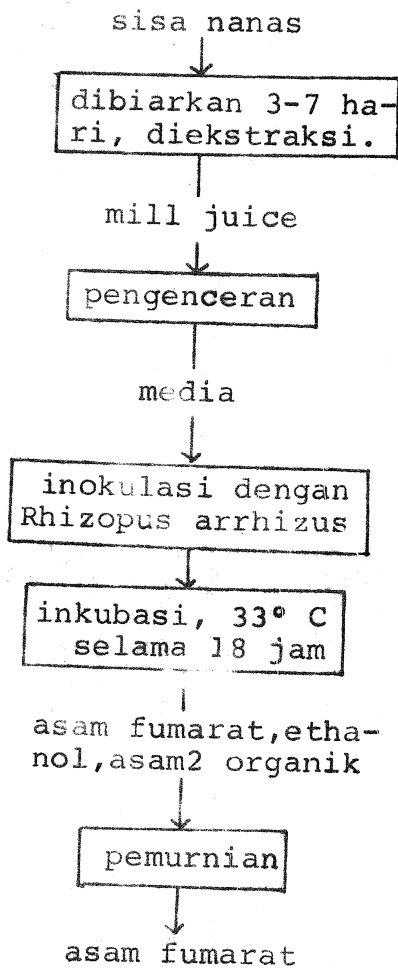 sisa nanas
dibiarkan 3-7 ha-
ri, diekstraksi.
mill juice
pengenceran
media
inokulasi dengan
Rhizopus arrhizus
inkubasi, 33° C
selama 18 jam
asam fumarat,etha-
nol,asam2 organik
pemurnian
asam fumarat